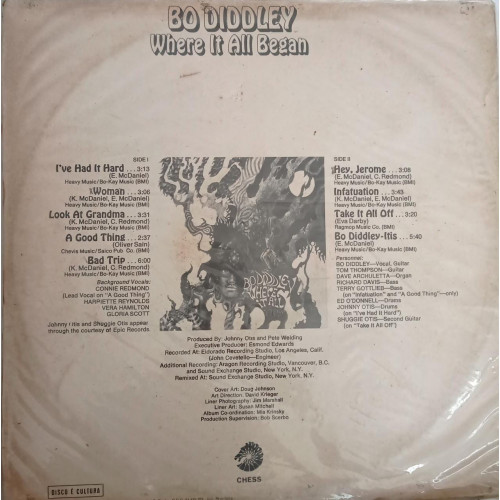 BO DIDDLEY
Where It All Began
SIDE I
I've Had It Hard ... 3:13
(E. McDaniel)
Heavy Music/Bo-Kay Music (BMI)
Woman ... 3:06
(K. McDaniel, E. McDaniel)
Heavy Music/Bo-Kay Music (BMI)
Look At Grandma ... 3:31
(K. McDaniel, C. Redmond)
Heavy Music/Bo-Kay Music (BMI)
A Good Thing ... 2:37
(Oliver Sain)
Chevis Music/Saico Pub. Co. (BMI)
Bad Trip ... 6:00
(K. McDaniel, C. Redmond)
Heavy Music/Bo-Kay Music (BMI)
Background Vocals:
CONNIE REDMOND
(Lead Vocal on "A Good Thing")
HARRIETTE REYNOLDS
VERA HAMILTON
GLORIA SCOTT
Johnny Otis and Shuggie Otis appear
through the courtesy of Epic Records.
SIDE II
Hey, Jerome ... 3:08
(E. McDaniel, C. Redmond)
Heavy Music/Bo-Kay Music (BMI)
Infatuation ... 3:43
(K. McDaniel, E. McDaniel)
Heavy Music/Bo-Kay Music (BMI)
Take It All Off ... 3:20
(Eva Darby)
Ragmop Music Co. (BMI)
Bo Diddley-Itis ... 5:40
(E. McDaniel)
Heavy Music/Bo-Kay Music (BMI)
Personnel:
BO DIDDLEY—Vocal, Guitar
TOM THOMPSON—Guitar
DAVE ARCHULETTA—Organ
RICHARD DAVIS—Bass
TERRY GOTTLIEB—Bass
(on "Infatuation" and "A Good Thing"—only)
ED O'DONNELL—Drums
JOHNNY OTIS—Drums
(on "I've Had It Hard")
SHUGGIE OTIS—Second Guitar
(on "Take It All Off")
BO DIDDLEY
WHERE
IT ALL
Produced By: Johnny Otis and Pete Welding
Executive Producer: Esmond Edwards
Recorded At: Eldorado Recording Studio, Los Angeles, Calif.
(John Covetello—Engineer)
Additional Recording: Aragon Recording Studio, Vancouver, B.C.
and Sound Exchange Studio, New York, N.Y.
Remixed At: Sound Exchange Studio, New York, N.Y.
Cover Art: Doug Johnson
Art Direction: David Krieger
Liner Photography: Jim Marshall
Liner Art: Susan Mitchell
Album Co-ordination: Mia Krinsky
Production Supervision: Bob Scerbo
CHESS
DISCO É CULTURA